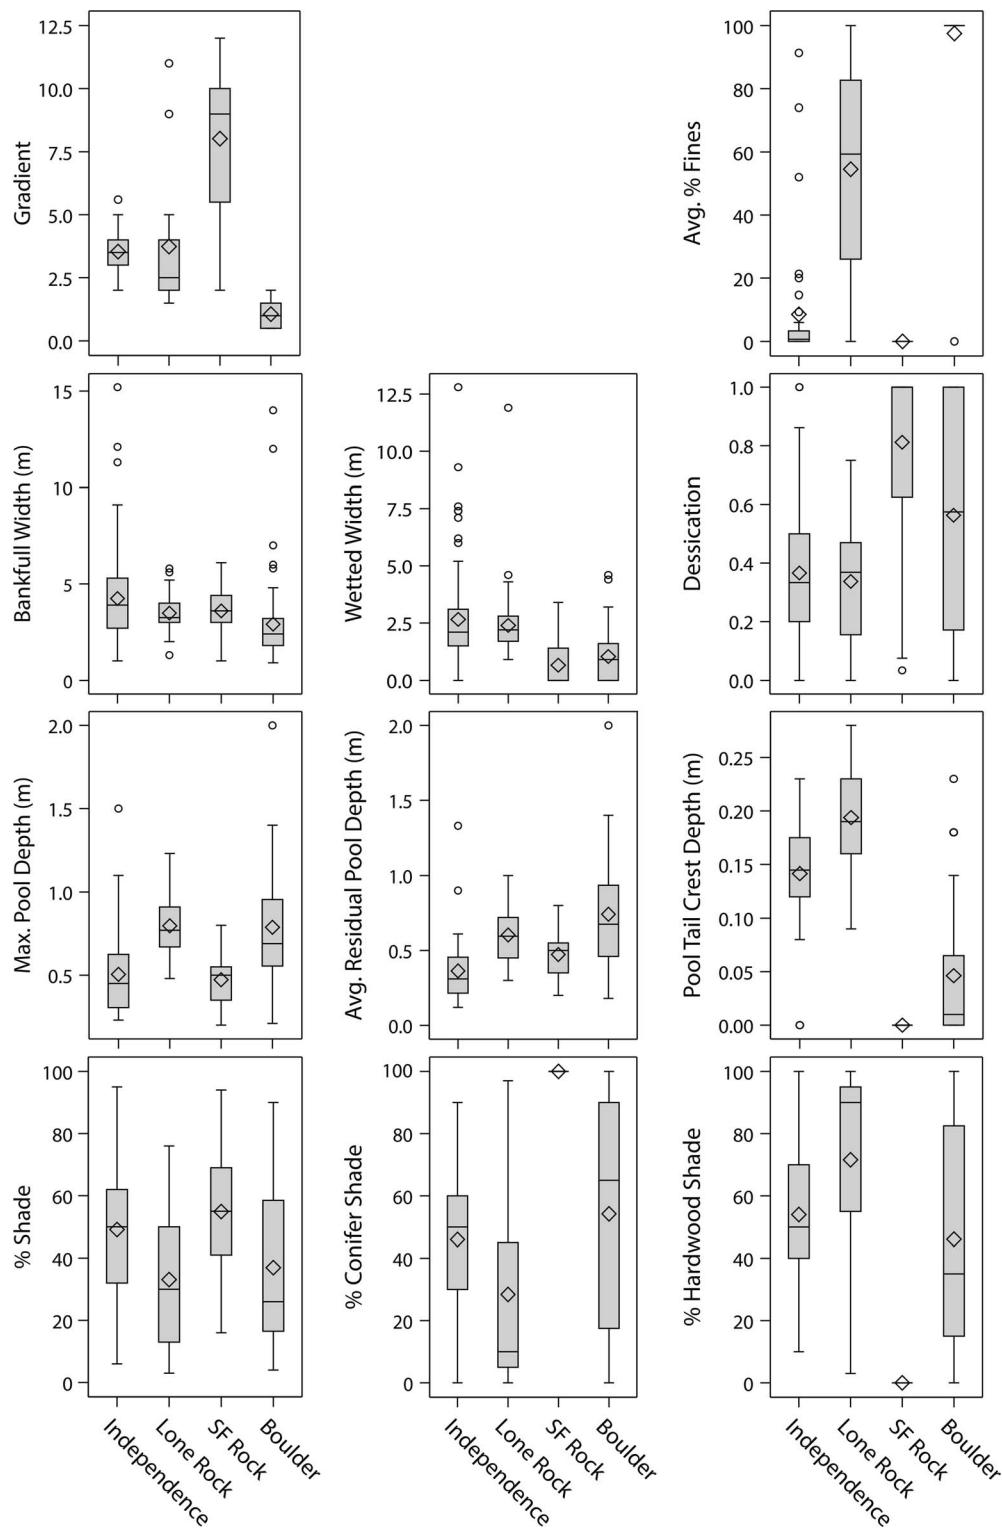 Gradient
12.5
10.0
7.5
5.0
2.5
0.0
Avg. % Fines
100
80
60
40
20
0
Bankfull Width (m)
15
10
5
0
Wetted Width (m)
12.5
10.0
7.5
5.0
2.5
0.0
Dessication
1.0
0.8
0.6
0.4
0.2
0.0
Max. Pool Depth (m)
2.0
1.5
1.0
0.5
Avg. Residual Pool Depth (m)
2.0
1.5
1.0
0.5
0.0
Pool Tail Crest Depth (m)
0.25
0.20
0.15
0.10
0.05
0.00
% Shade
100
80
60
40
20
0
% Conifer Shade
100
80
60
40
20
0
% Hardwood Shade
100
80
60
40
20
0
Independence
Lone Rock
SF Rock
Boulder
Independence
Lone Rock
SF Rock
Boulder
Independence
Lone Rock
SF Rock
Boulder